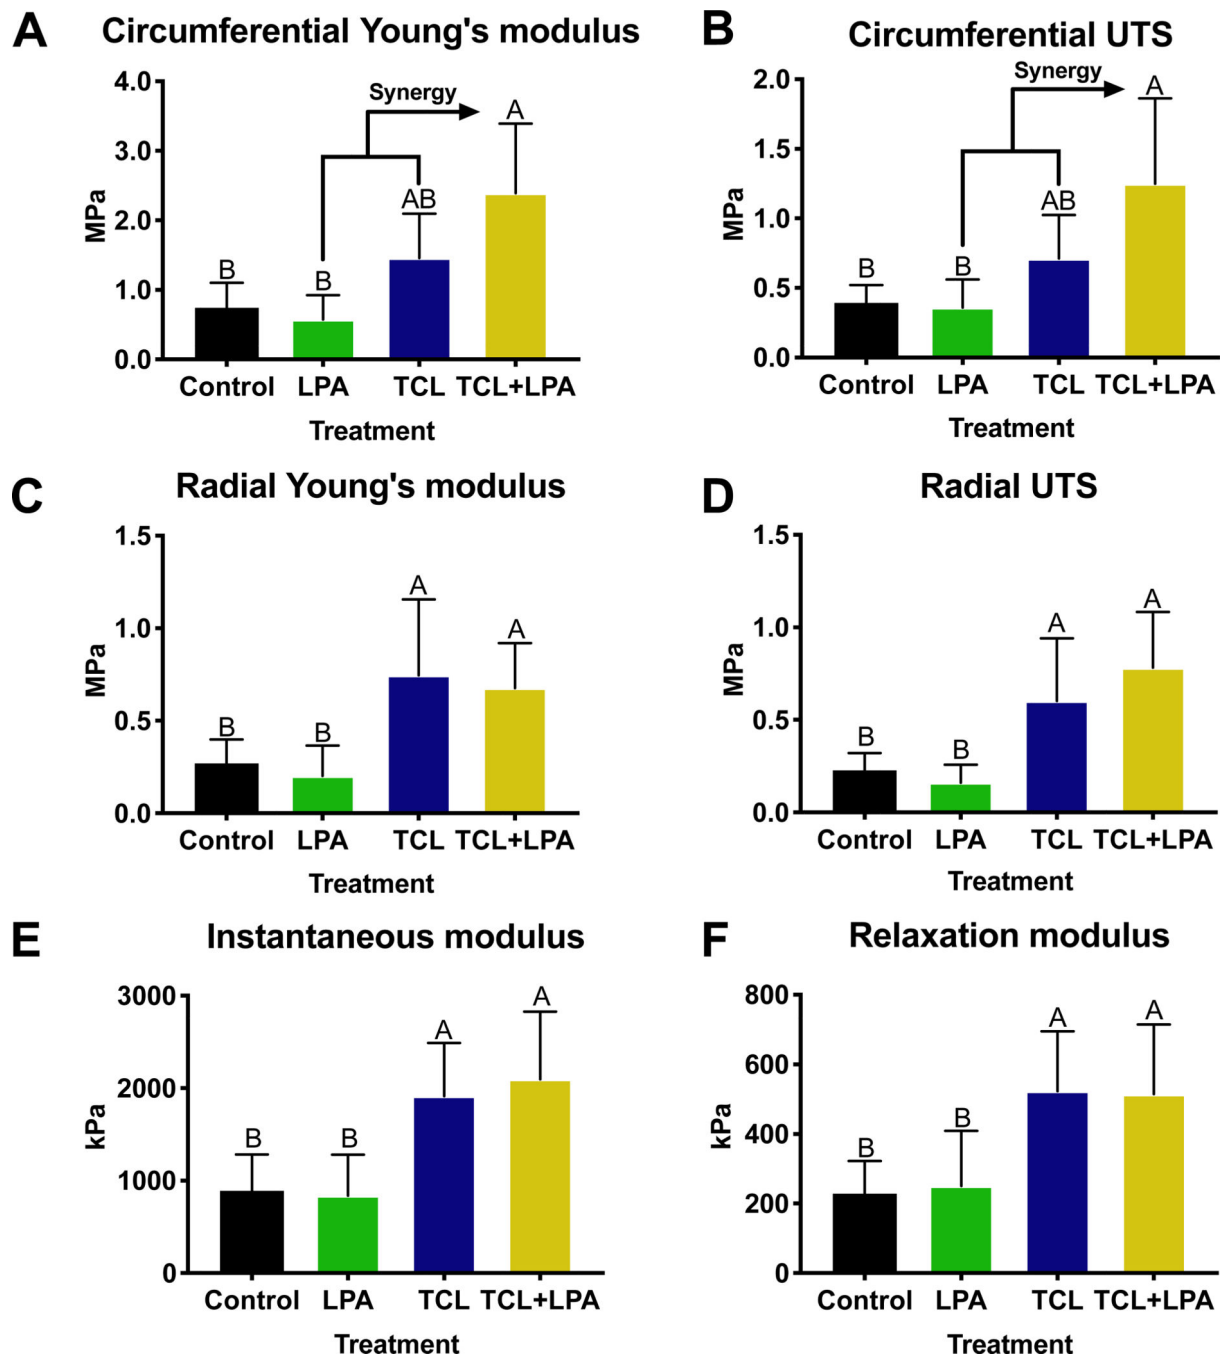 A
Circumferential Young's modulus
4.0
3.0
2.0
1.0
0.0
MPa
Synergy
B
B
AB
A
Control LPA TCL TCL+LPA
Treatment
B
Circumferential UTS
2.0
1.5
1.0
0.5
0.0
MPa
Synergy
B
B
AB
A
Control LPA TCL TCL+LPA
Treatment
C
Radial Young's modulus
1.5
1.0
0.5
0.0
MPa
B
B
A
A
Control LPA TCL TCL+LPA
Treatment
D
Radial UTS
1.5
1.0
0.5
0.0
MPa
B
B
A
A
Control LPA TCL TCL+LPA
Treatment
E
Instantaneous modulus
3000
2000
1000
0
kPa
B
B
A
A
Control LPA TCL TCL+LPA
Treatment
F
Relaxation modulus
800
600
400
200
0
kPa
B
B
A
A
Control LPA TCL TCL+LPA
Treatment